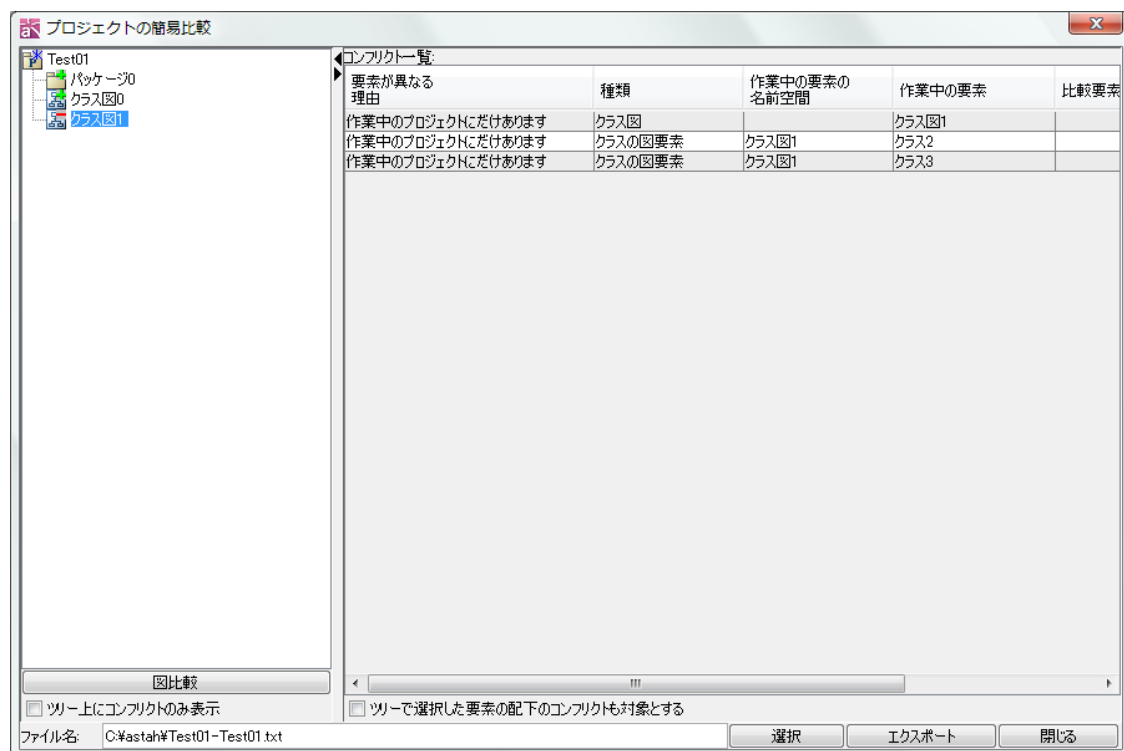 プロジェクトの簡易比較
Test01
パッケージ0
クラス図0
クラス図1
コンフリクト一覧:
要素が異なる
理由
種類
作業中の要素の
名前空間
作業中の要素
比較要素
作業中のプロジェクトにだけあります クラス図 クラス図1
作業中のプロジェクトにだけあります クラスの図要素 クラス図1 クラス2
作業中のプロジェクトにだけあります クラスの図要素 クラス図1 クラス3
図比較
ツリー上にコンフリクトのみ表示
ツリーで選択した要素の配下のコンフリクトも対象とする
ファイル名: C:¥astah¥Test01-Test01.txt 選択 エクスポート 閉じる